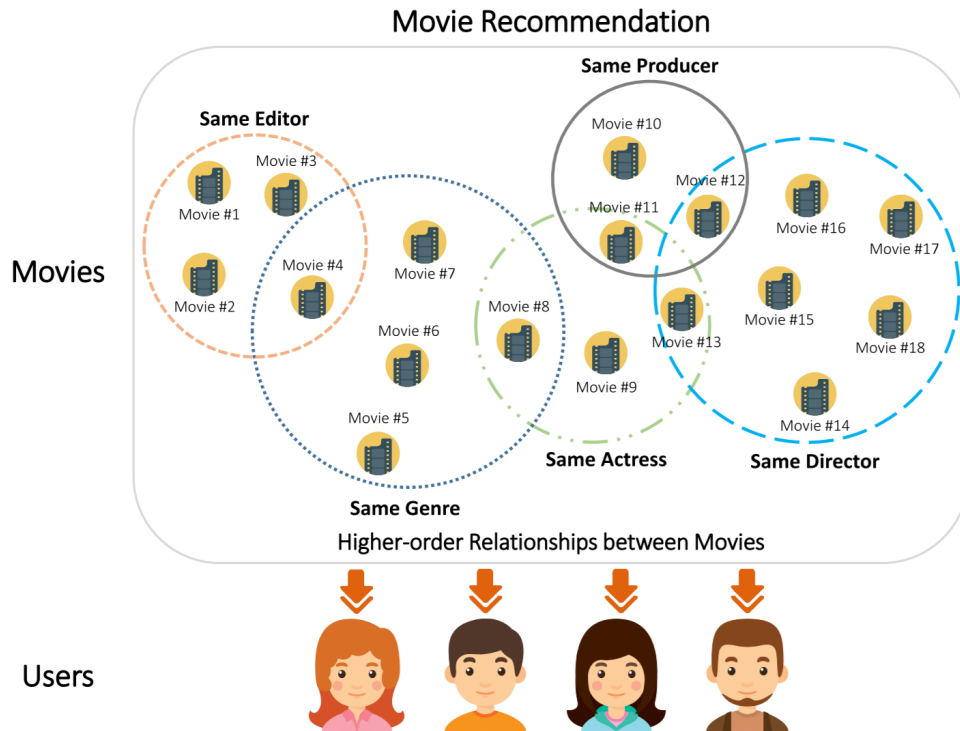 Movie Recommendation
Same Producer
Same Editor
Movie #10
Movie #3
Movie #12
Movie #1
Movie #11
Movie #16
Movie #17
Movies
Movie #4
Movie #7
Movie #2
Movie #8
Movie #15
Movie #6
Movie #13
Movie #18
Movie #9
Movie #5
Movie #14
Same Actress
Same Director
Same Genre
Higher-order Relationships between Movies
Users